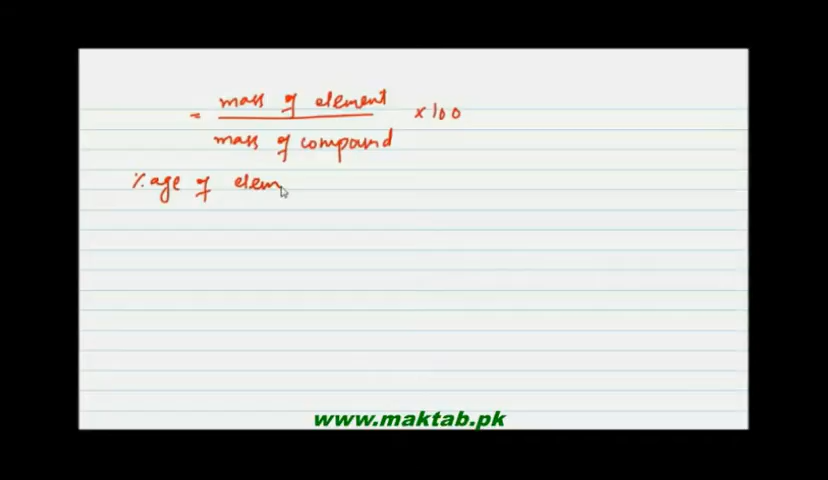 = mass of element × 100
mass of compound
%age of elem
www.maktab.pk